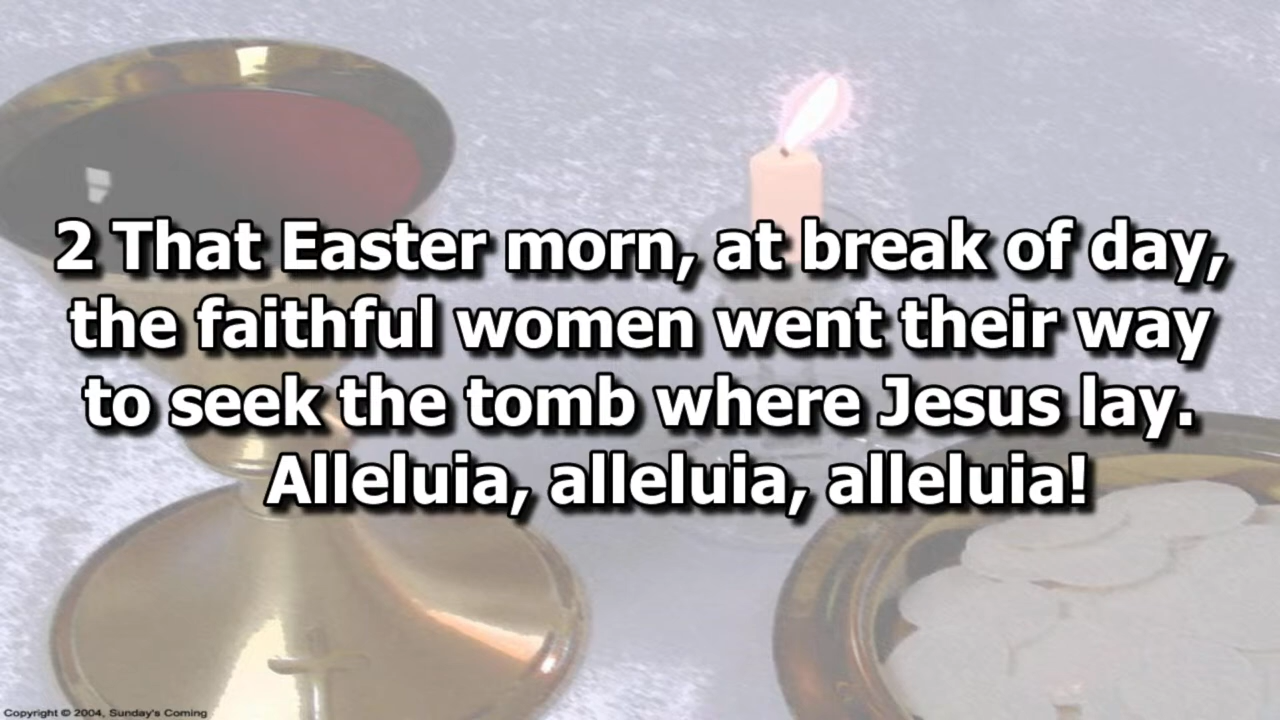 2 That Easter morn, at break of day,
the faithful women went their way
to seek the tomb where Jesus lay.
Alleluia, alleluia, alleluia!
Copyright © 2004, Sunday's Coming